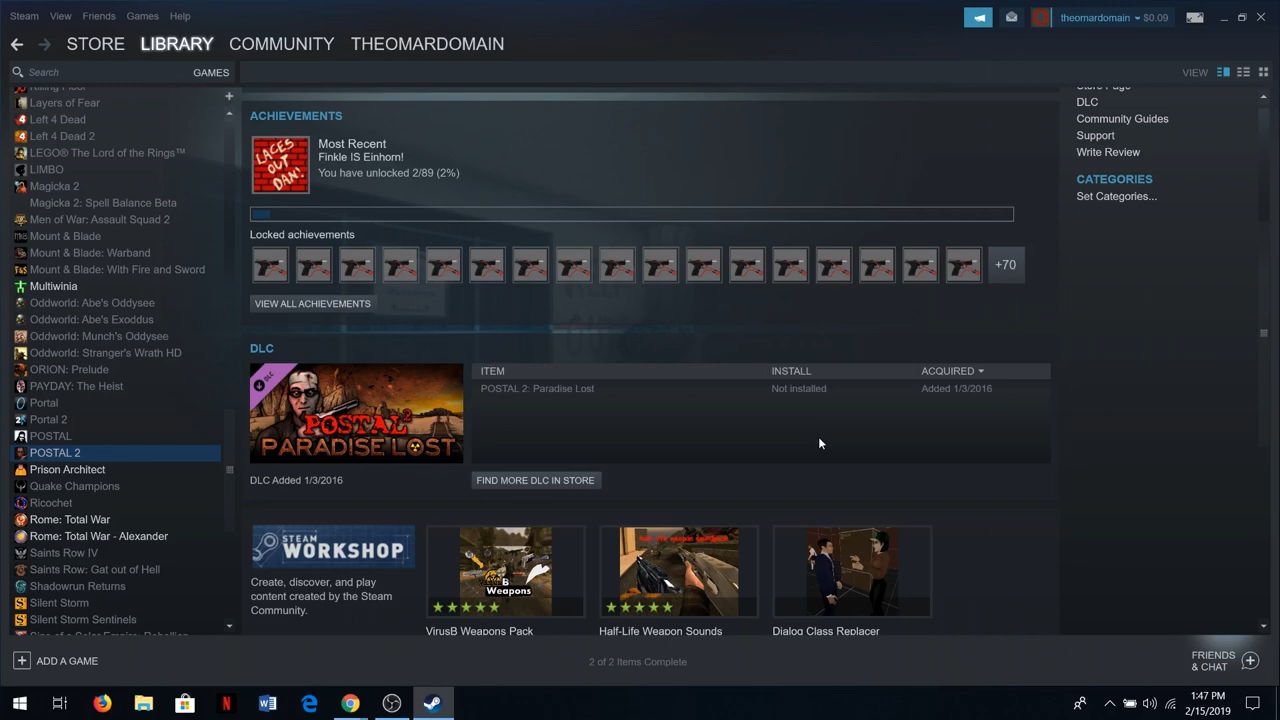 Steam View Friends Games Help
theomardomain $0.09
STORE LIBRARY COMMUNITY THEOMARDOMAIN
Search GAMES
VIEW
Layers of Fear
Left 4 Dead
Left 4 Dead 2
LEGO® The Lord of the Rings™
LIMBO
Magicka 2
Magicka 2: Spell Balance Beta
Men of War: Assault Squad 2
Mount & Blade
Mount & Blade: Warband
Mount & Blade: With Fire and Sword
Multiwinia
Oddworld: Abe's Oddysee
Oddworld: Abe's Exoddus
Oddworld: Munch's Oddysee
Oddworld: Stranger's Wrath HD
ORION: Prelude
PAYDAY: The Heist
Portal
Portal 2
POSTAL
POSTAL 2
Prison Architect
Quake Champions
Ricochet
Rome: Total War
Rome: Total War - Alexander
Saints Row IV
Saints Row: Gat out of Hell
Shadowrun Returns
Silent Storm
Silent Storm Sentinels
ACHIEVEMENTS
LACES OUT DAN!
Most Recent
Finkle IS Einhorn!
You have unlocked 2/89 (2%)
Locked achievements
+70
VIEW ALL ACHIEVEMENTS
DLC
DLC
POSTAL 2
PARADISE LOST
DLC Added 1/3/2016
ITEM INSTALL ACQUIRED
POSTAL 2: Paradise Lost Not installed Added 1/3/2016
FIND MORE DLC IN STORE
STEAM WORKSHOP
Create, discover, and play
content created by the Steam
Community.
Weapons
VirusB Weapons Pack
Half-Life Weapon Sounds
Dialog Class Replacer
Store Page
DLC
Community Guides
Support
Write Review
CATEGORIES
Set Categories...
ADD A GAME
2 of 2 Items Complete
FRIENDS
& CHAT
1:47 PM
2/15/2019